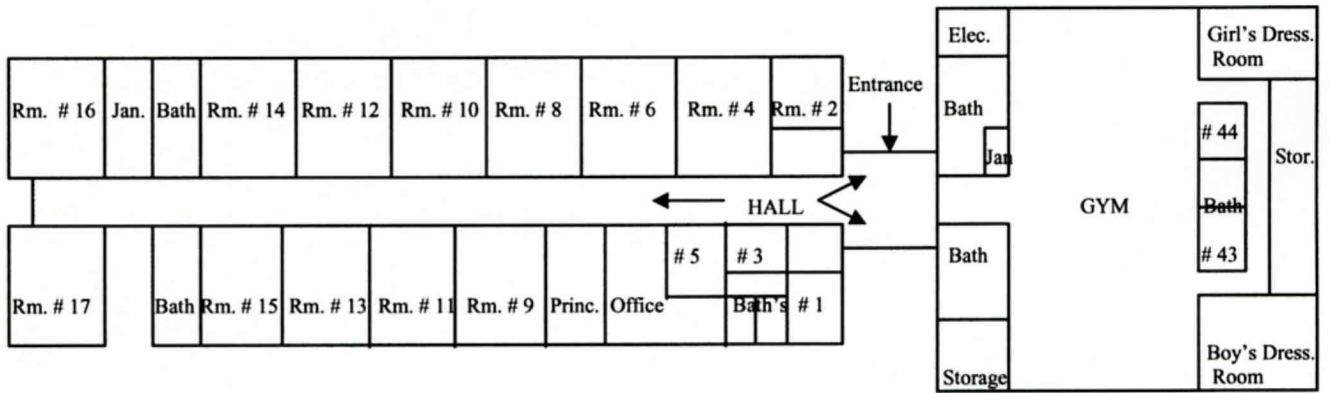 Elec.
Girl's Dress.
Room
Entrance
Rm. # 16
Jan.
Bath
Rm. # 14
Rm. # 12
Rm. # 10
Rm. # 8
Rm. # 6
Rm. # 4
Rm. # 2
Bath
Jan
# 44
Stor.
HALL
GYM
Bath
# 43
Rm. # 17
Bath
Rm. # 15
Rm. # 13
Rm. # 11
Rm. # 9
Princ.
Office
# 5
# 3
Bath's
# 1
Bath
Storage
Boy's Dress.
Room